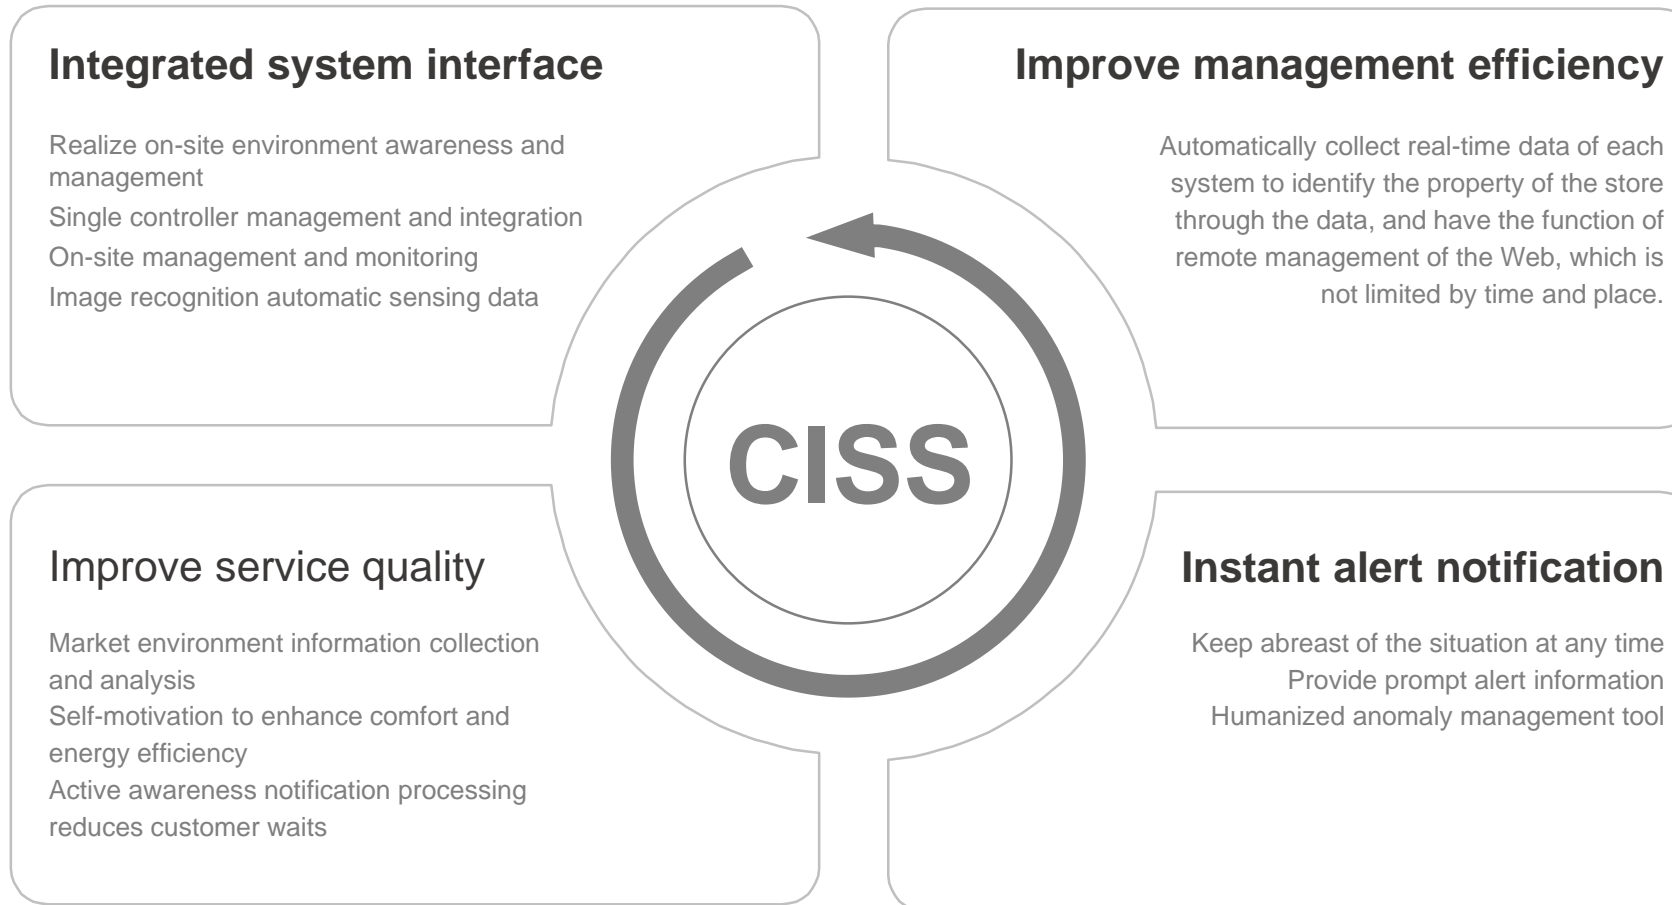 Integrated system interface
Realize on-site environment awareness and
management
Single controller management and integration
On-site management and monitoring
Image recognition automatic sensing data
Improve management efficiency
Automatically collect real-time data of each
system to identify the property of the store
through the data, and have the function of
remote management of the Web, which is
not limited by time and place.
CISS
Improve service quality
Market environment information collection
and analysis
Self-motivation to enhance comfort and
energy efficiency
Active awareness notification processing
reduces customer waits
Instant alert notification
Keep abreast of the situation at any time
Provide prompt alert information
Humanized anomaly management tool